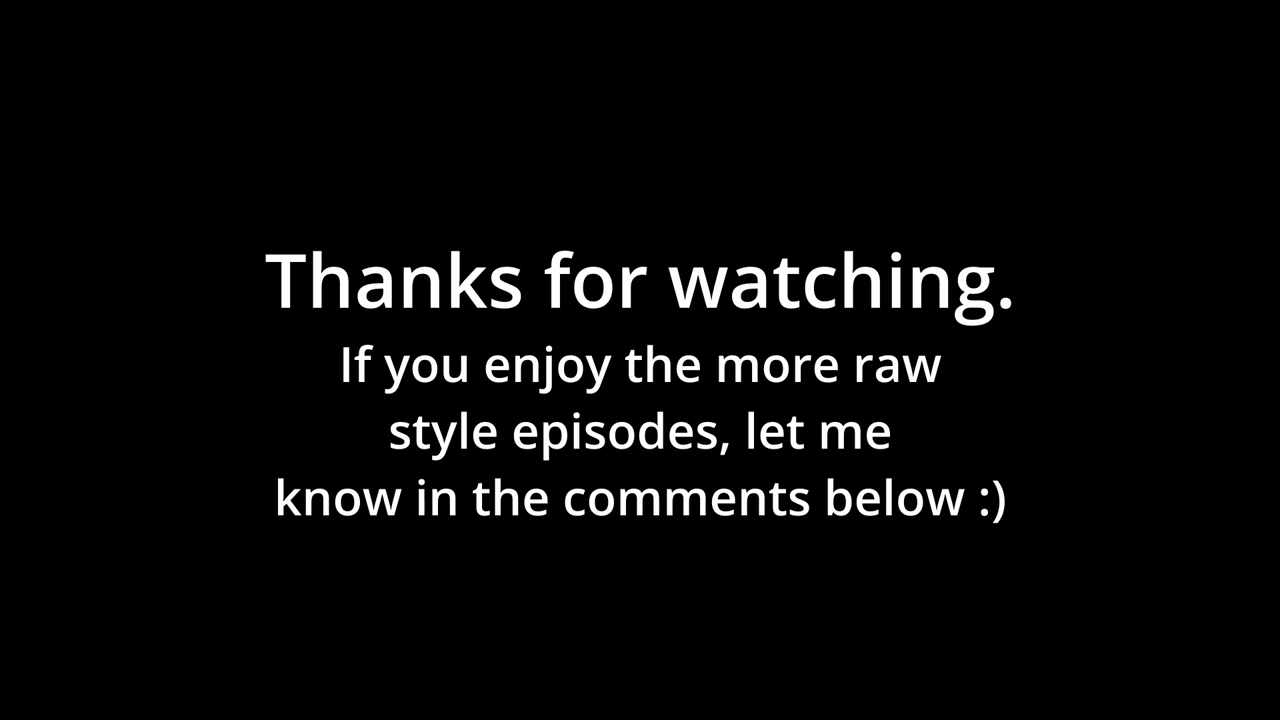 Thanks for watching.
If you enjoy the more raw
style episodes, let me
know in the comments below :)